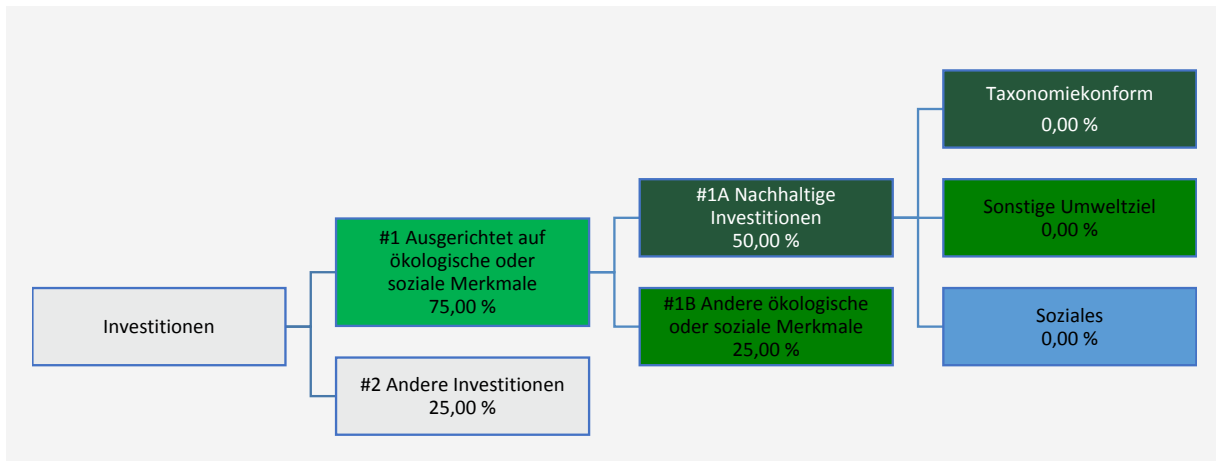 Investitionen
#1 Ausgerichtet auf
ökologische oder
soziale Merkmale
75,00 %
#2 Andere Investitionen
25,00 %
#1A Nachhaltige
Investitionen
50,00 %
#1B Andere ökologische
oder soziale Merkmale
25,00 %
Taxonomiekonform
0,00 %
Sonstige Umweltziel
0,00 %
Soziales
0,00 %